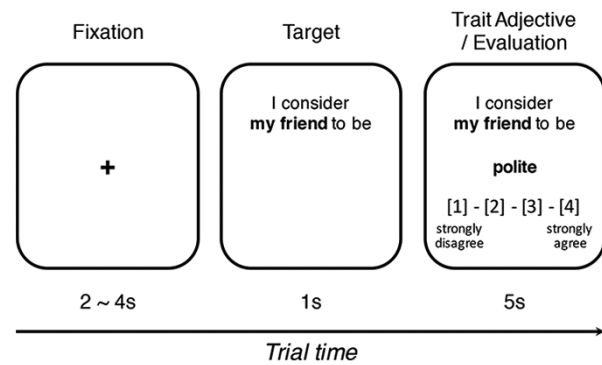 Fixation
Target
Trait Adjective
/ Evaluation
+
I consider
my friend to be
I consider
my friend to be
polite
[1] - [2] - [3] - [4]
strongly
disagree
strongly
agree
2 ~ 4s
1s
5s
Trial time